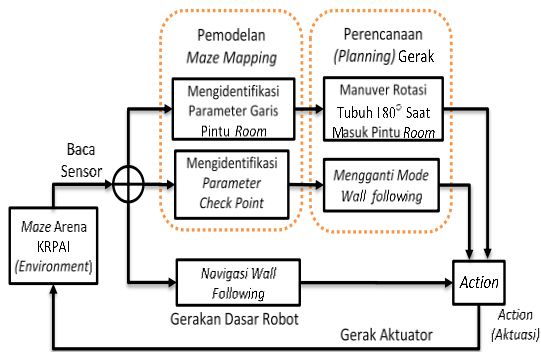 Pemodelan
Maze Mapping
Perencanaan
(Planning) Gerak
Mengidentifikasi
Parameter Garis
Pintu Room
Manuver Rotasi
Tubuh 180° Saat
Masuk Pintu Room
Baca
Sensor
Mengidentifikasi
Parameter
Check Point
Mengganti Mode
Wall following
Maze Arena
KRPAI
(Environment)
Navigasi Wall
Following
Gerakan Dasar Robot
Action
Action
(Aktuasi)
Gerak Aktuator